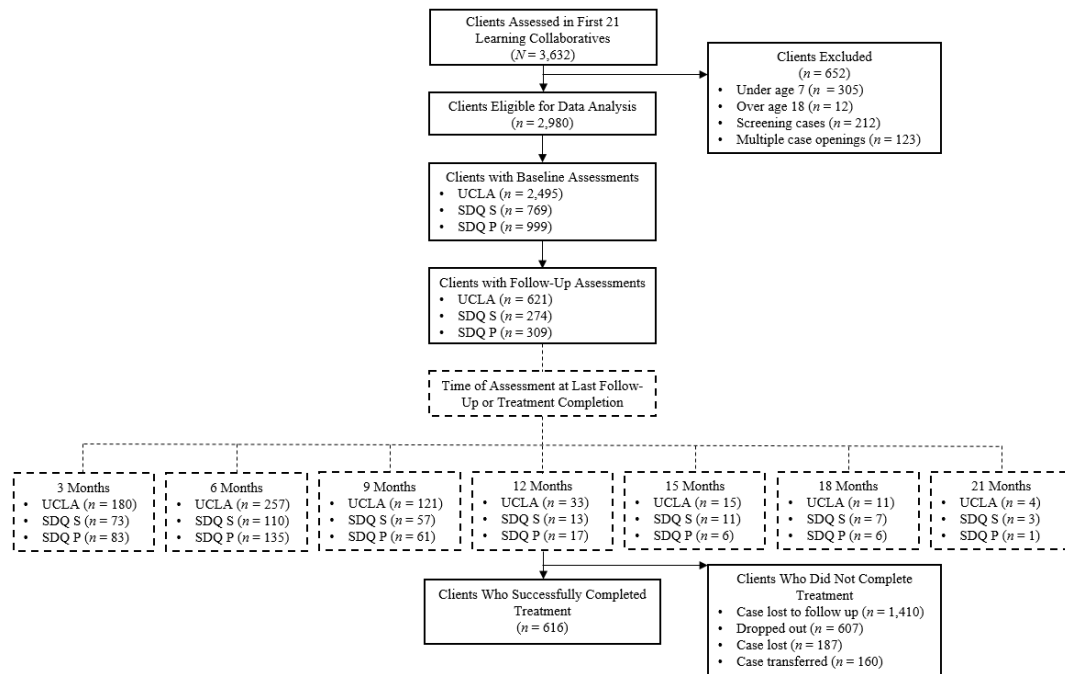 Clients Assessed in First 21
Learning Collaboratives
(N = 3,632)
Clients Excluded
(n = 652)
• Under age 7 (n = 305)
• Over age 18 (n = 12)
• Screening cases (n = 212)
• Multiple case openings (n = 123)
Clients Eligible for Data Analysis
(n = 2,980)
Clients with Baseline Assessments
• UCLA (n = 2,495)
• SDQ S (n = 769)
• SDQ P (n = 999)
Clients with Follow-Up Assessments
• UCLA (n = 621)
• SDQ S (n = 274)
• SDQ P (n = 309)
Time of Assessment at Last Follow-
Up or Treatment Completion
3 Months
• UCLA (n = 180)
• SDQ S (n = 73)
• SDQ P (n = 83)
6 Months
• UCLA (n = 257)
• SDQ S (n = 110)
• SDQ P (n = 135)
9 Months
• UCLA (n = 121)
• SDQ S (n = 57)
• SDQ P (n = 61)
12 Months
• UCLA (n = 33)
• SDQ S (n = 13)
• SDQ P (n = 17)
15 Months
• UCLA (n = 15)
• SDQ S (n = 11)
• SDQ P (n = 6)
18 Months
• UCLA (n = 11)
• SDQ S (n = 7)
• SDQ P (n = 6)
21 Months
• UCLA (n = 4)
• SDQ S (n = 3)
• SDQ P (n = 1)
Clients Who Successfully Completed
Treatment
(n = 616)
Clients Who Did Not Complete
Treatment
• Case lost to follow up (n = 1,410)
• Dropped out (n = 607)
• Case lost (n = 187)
• Case transferred (n = 160)